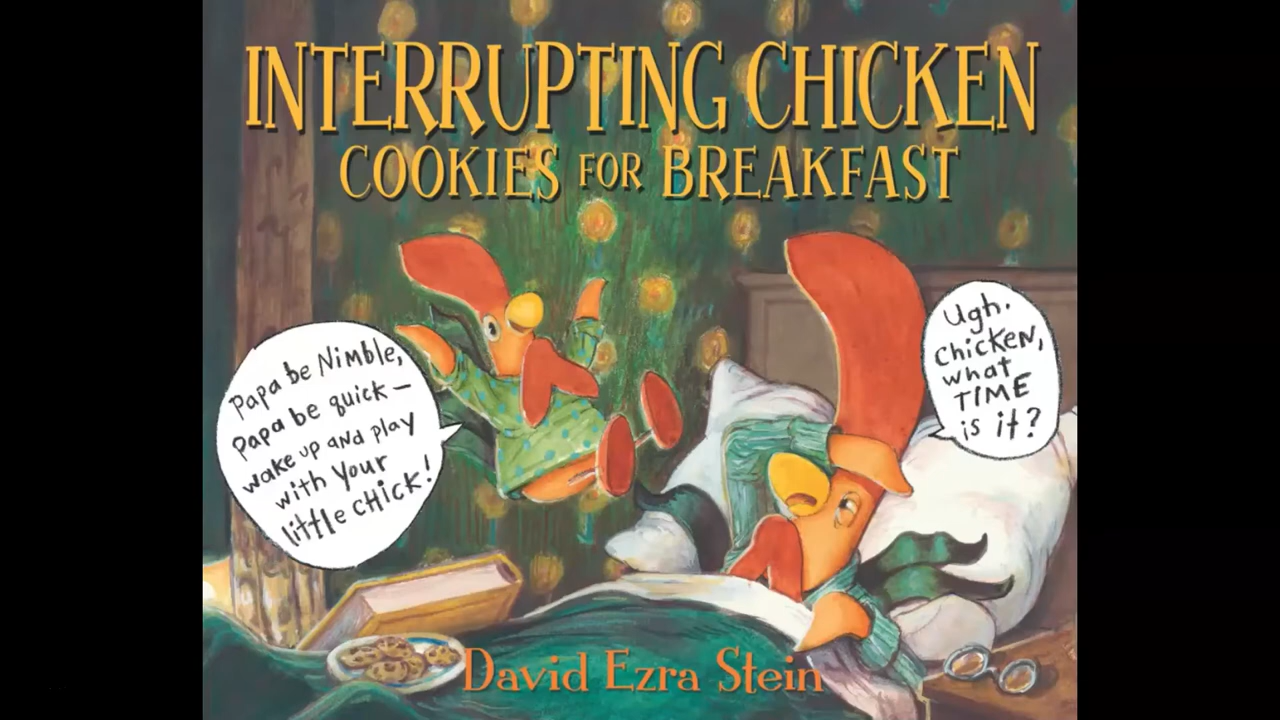 INTERRUPTING CHICKEN
COOKIES FOR BREAKFAST
Papa be Nimble,
Papa be quick—
wake up and play
with your
little chick!
Ugh.
Chicken,
what
TIME
is it?
David Ezra Stein